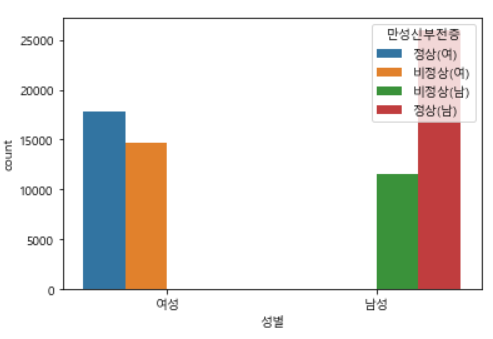 만성신부전증
정상(여)
비정상(여)
비정상(남)
정상(남)
count
25000
20000
15000
10000
5000
0
여성
남성
성별